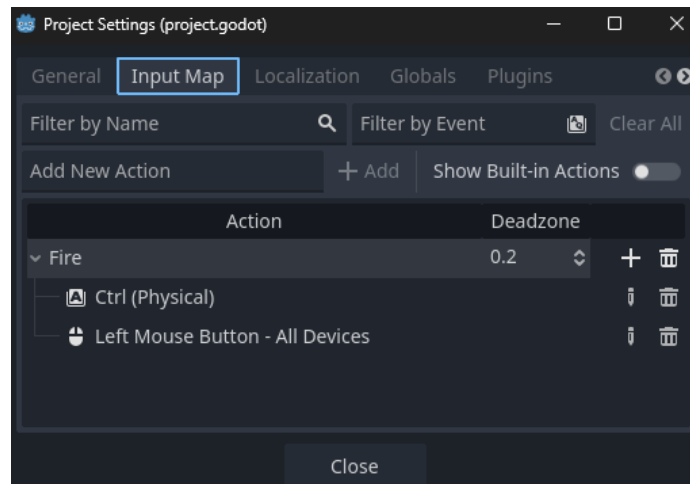 Project Settings (project.godot)
General Input Map Localization Globals Plugins
Filter by Name Filter by Event Clear All
Add New Action + Add Show Built-in Actions
Action Deadzone
Fire 0.2
Ctrl (Physical)
Left Mouse Button - All Devices
Close